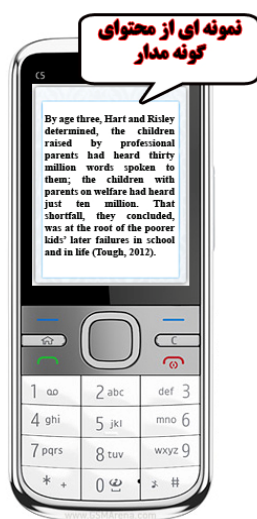 نمونه ای از محتوای
گونه مدار
C5
By age three, Hart and Risley
determined, the children
raised by professional
parents had heard thirty
million words spoken to
them; the children with
parents on welfare had heard
just ten million. That
shortfall, they concluded,
was at the root of the poorer
kids' later failures in school
and in life (Tough, 2012).
C
1 2 abc def 3
4 ghi 5 jkl mno 6
7 pqrs 8 tuv wxyz 9
* + 0 #
www.GSMArena.com